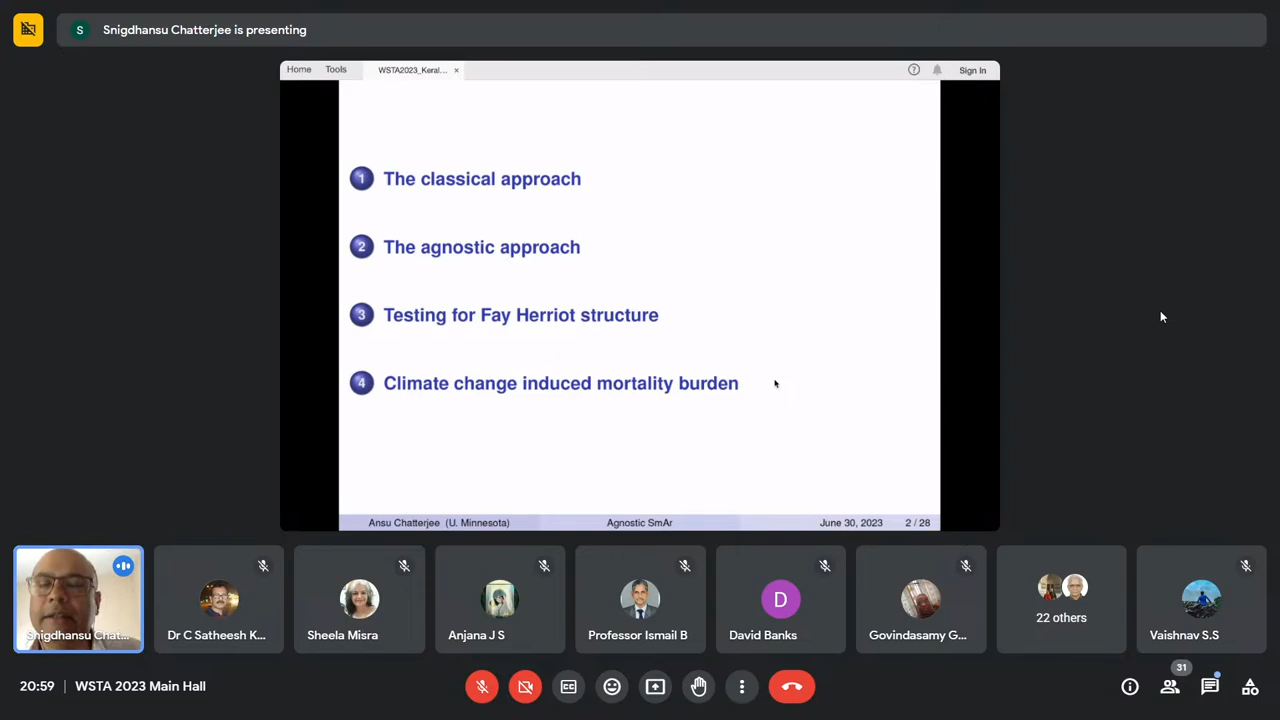 S Snigdhansu Chatterjee is presenting
Home Tools WSTA2023_Keral... × Sign In
1 The classical approach
2 The agnostic approach
3 Testing for Fay Herriot structure
4 Climate change induced mortality burden
Ansu Chatterjee (U. Minnesota) Agnostic SmAr June 30, 2023 2 / 28
D
Snigdhansu Chat... Dr C Satheesh K... Sheela Misra Anjana J S Professor Ismail B David Banks Govindasamy G... 22 others Vaishnav S.S
31
20:59 | WSTA 2023 Main Hall